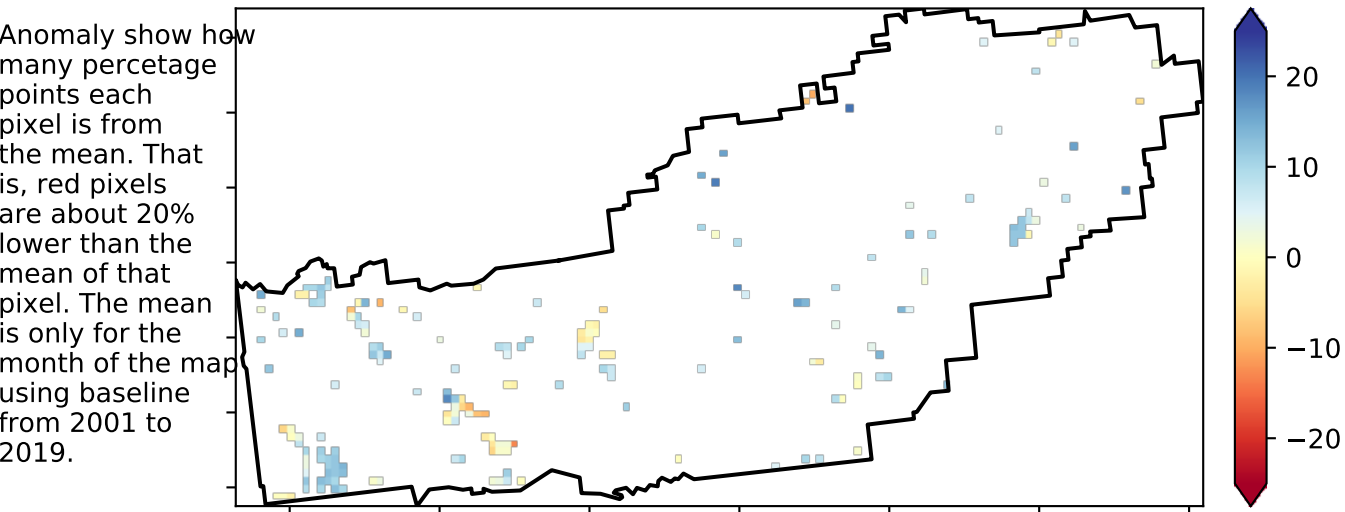 Anomaly show how
many percetage
points each
pixel is from
the mean. That
is, red pixels
are about 20%
lower than the
mean of that
pixel. The mean
is only for the
month of the map
using baseline
from 2001 to
2019.
20
10
0
−10
−20